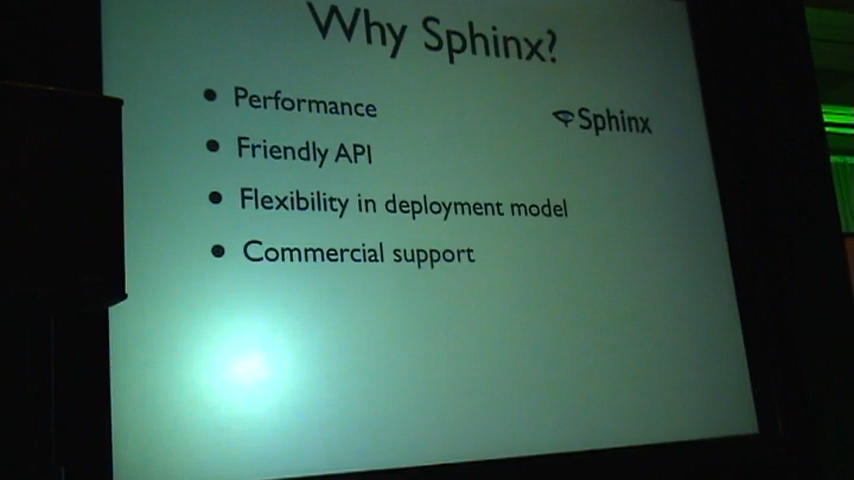 Why Sphinx?
Performance
Sphinx
Friendly API
Flexibility in deployment model
Commercial support